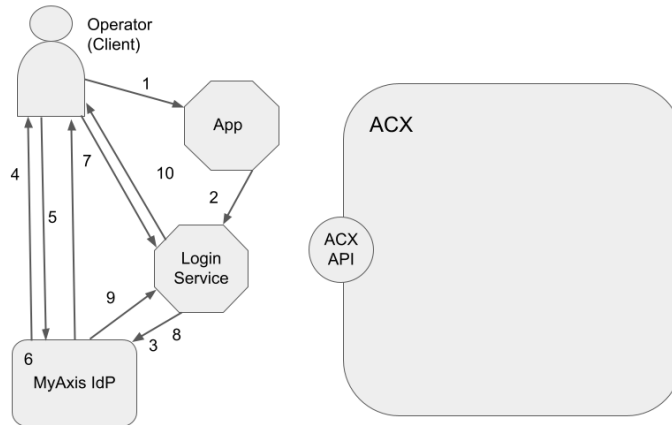 Operator
(Client)
1
App
ACX
4
7
10
2
5
ACX
API
Login
Service
9
8
3
6
MyAxis IdP